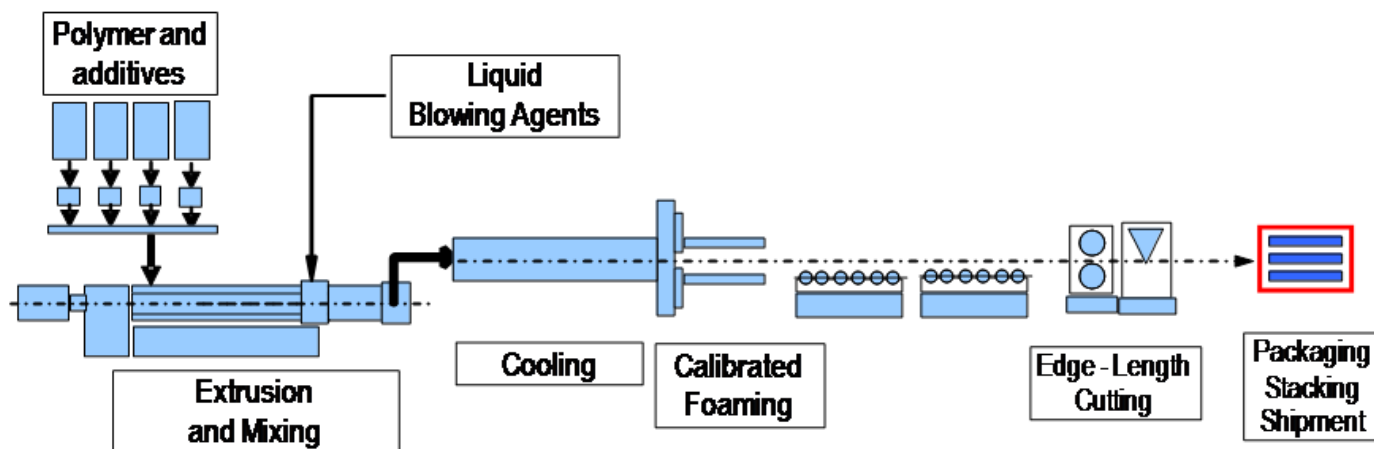 Polymer and
additives
Liquid
Blowing Agents
Extrusion
and Mixing
Cooling
Calibrated
Foaming
Edge - Length
Cutting
Packaging
Stacking
Shipment